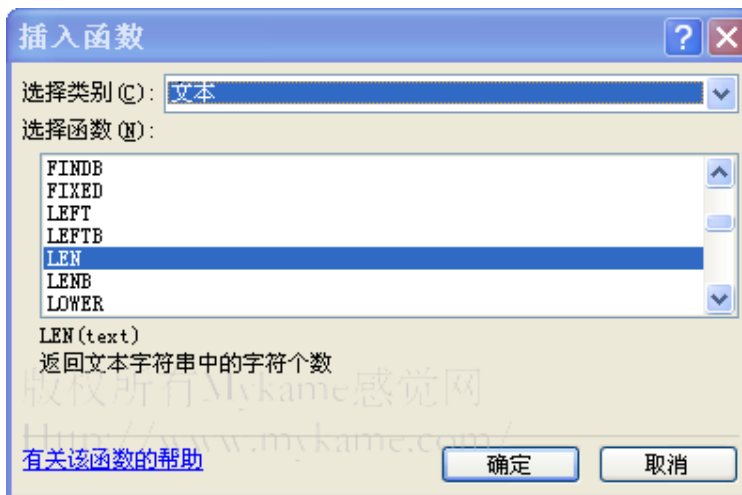 插入函数
选择类别(C): 文本
选择函数(N):
FINDB
FIXED
LEFT
LEFTB
LEN
LENB
LOWER
LEN(text)
返回文本字符串中的字符个数
版权所有Mykame感觉网
Http://www.mykame.com/
有关该函数的帮助 确定 取消